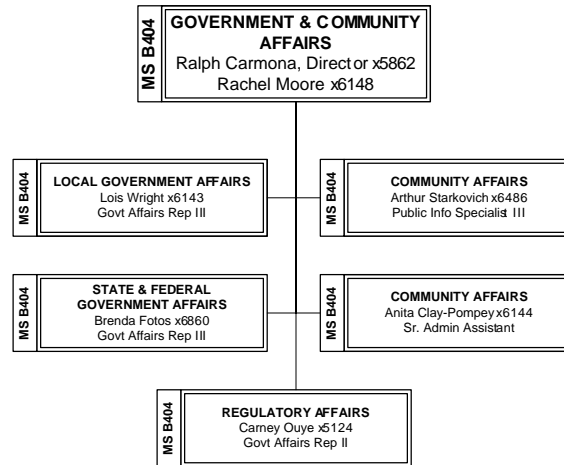 MS B404
GOVERNMENT & COMMUNITY
AFFAIRS
Ralph Carmona, Director x5862
Rachel Moore x6148
MS B404
LOCAL GOVERNMENT AFFAIRS
Lois Wright x6143
Govt Affairs Rep III
MS B404
COMMUNITY AFFAIRS
Arthur Starkovich x6486
Public Info Specialist III
MS B404
STATE & FEDERAL
GOVERNMENT AFFAIRS
Brenda Fotos x6860
Govt Affairs Rep III
MS B404
COMMUNITY AFFAIRS
Anita Clay-Pompey x6144
Sr. Admin Assistant
MS B404
REGULATORY AFFAIRS
Carney Ouye x5124
Govt Affairs Rep II